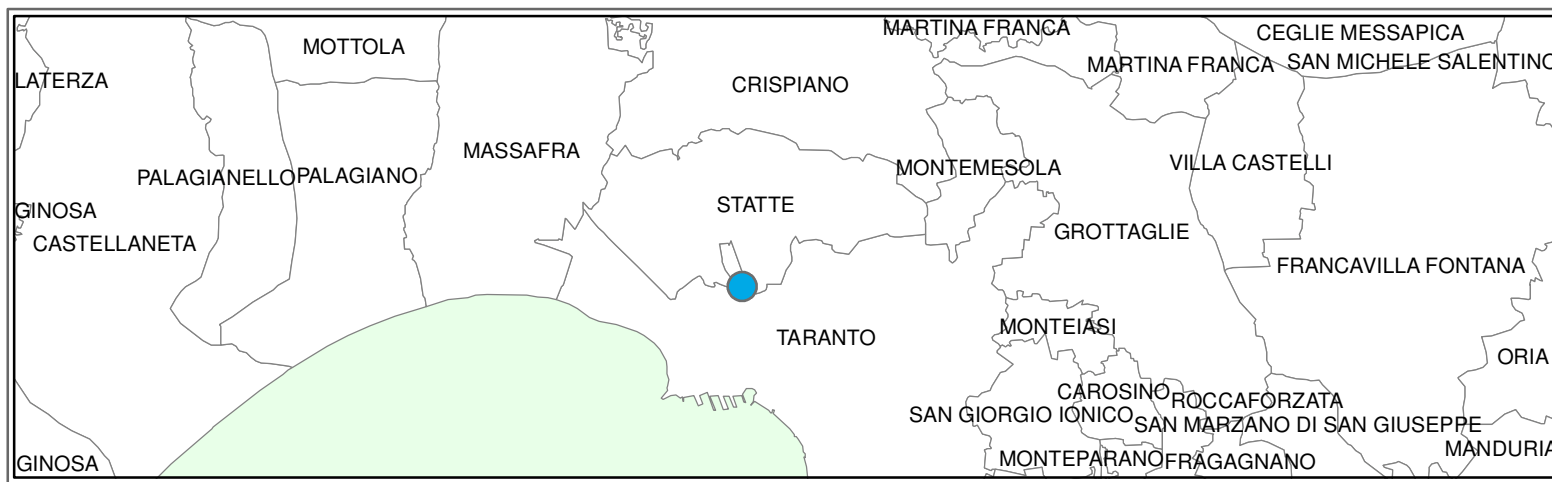 MARTINA FRANCA
CEGLIE MESSAPICA
MOTTOLA
SAN MICHELE SALENTINO
MARTINA FRANCA
LATERZA
CRISPIANO
MASSAFRA
VILLA CASTELLI
MONTEMESOLA
PALAGIANELLO
PALAGIANO
STATTE
GINOSA
GROTTAGLIE
CASTELLANETA
FRANCAVILLA FONTANA
MONTEIASI
TARANTO
ORIA
CAROSINO
ROCCAFORZATA
SAN GIORGIO IONICO
SAN MARZANO DI SAN GIUSEPPE
MANDURIA
MONTEPARANO
FRAGAGNANO
GINOSA